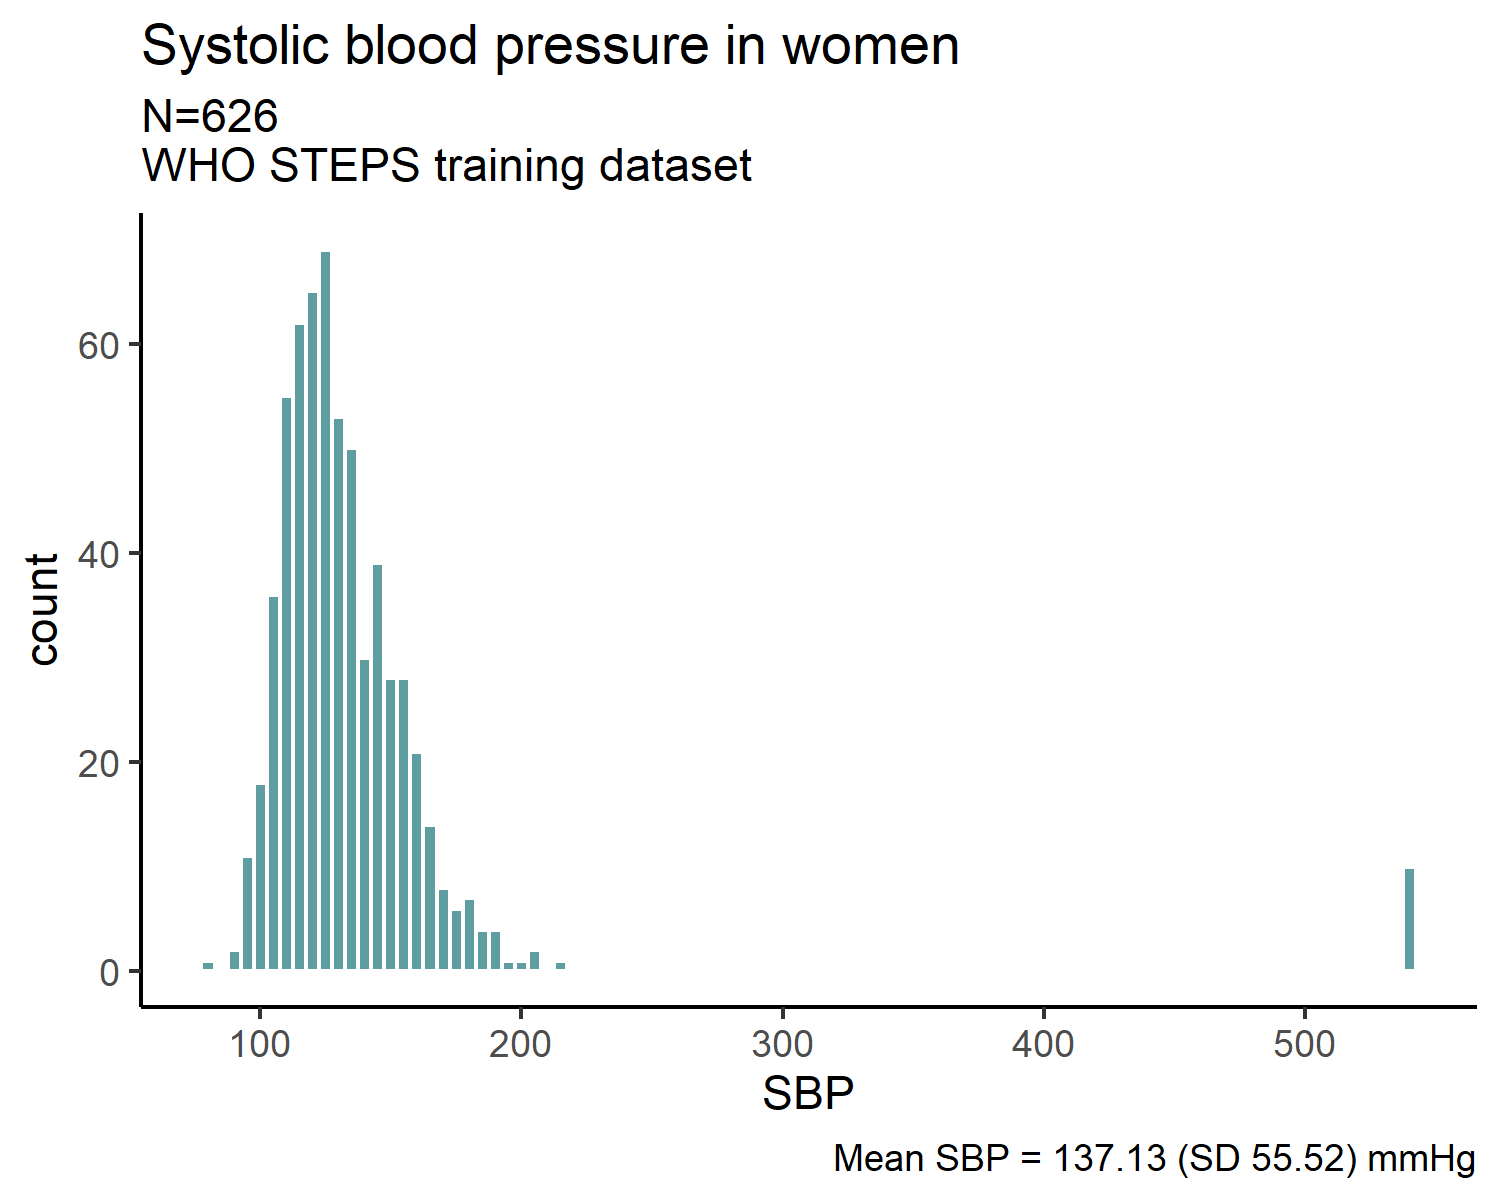 Systolic blood pressure in women
N=626
WHO STEPS training dataset
count
60
40
20
0
100 200 300 400 500
SBP
Mean SBP = 137.13 (SD 55.52) mmHg